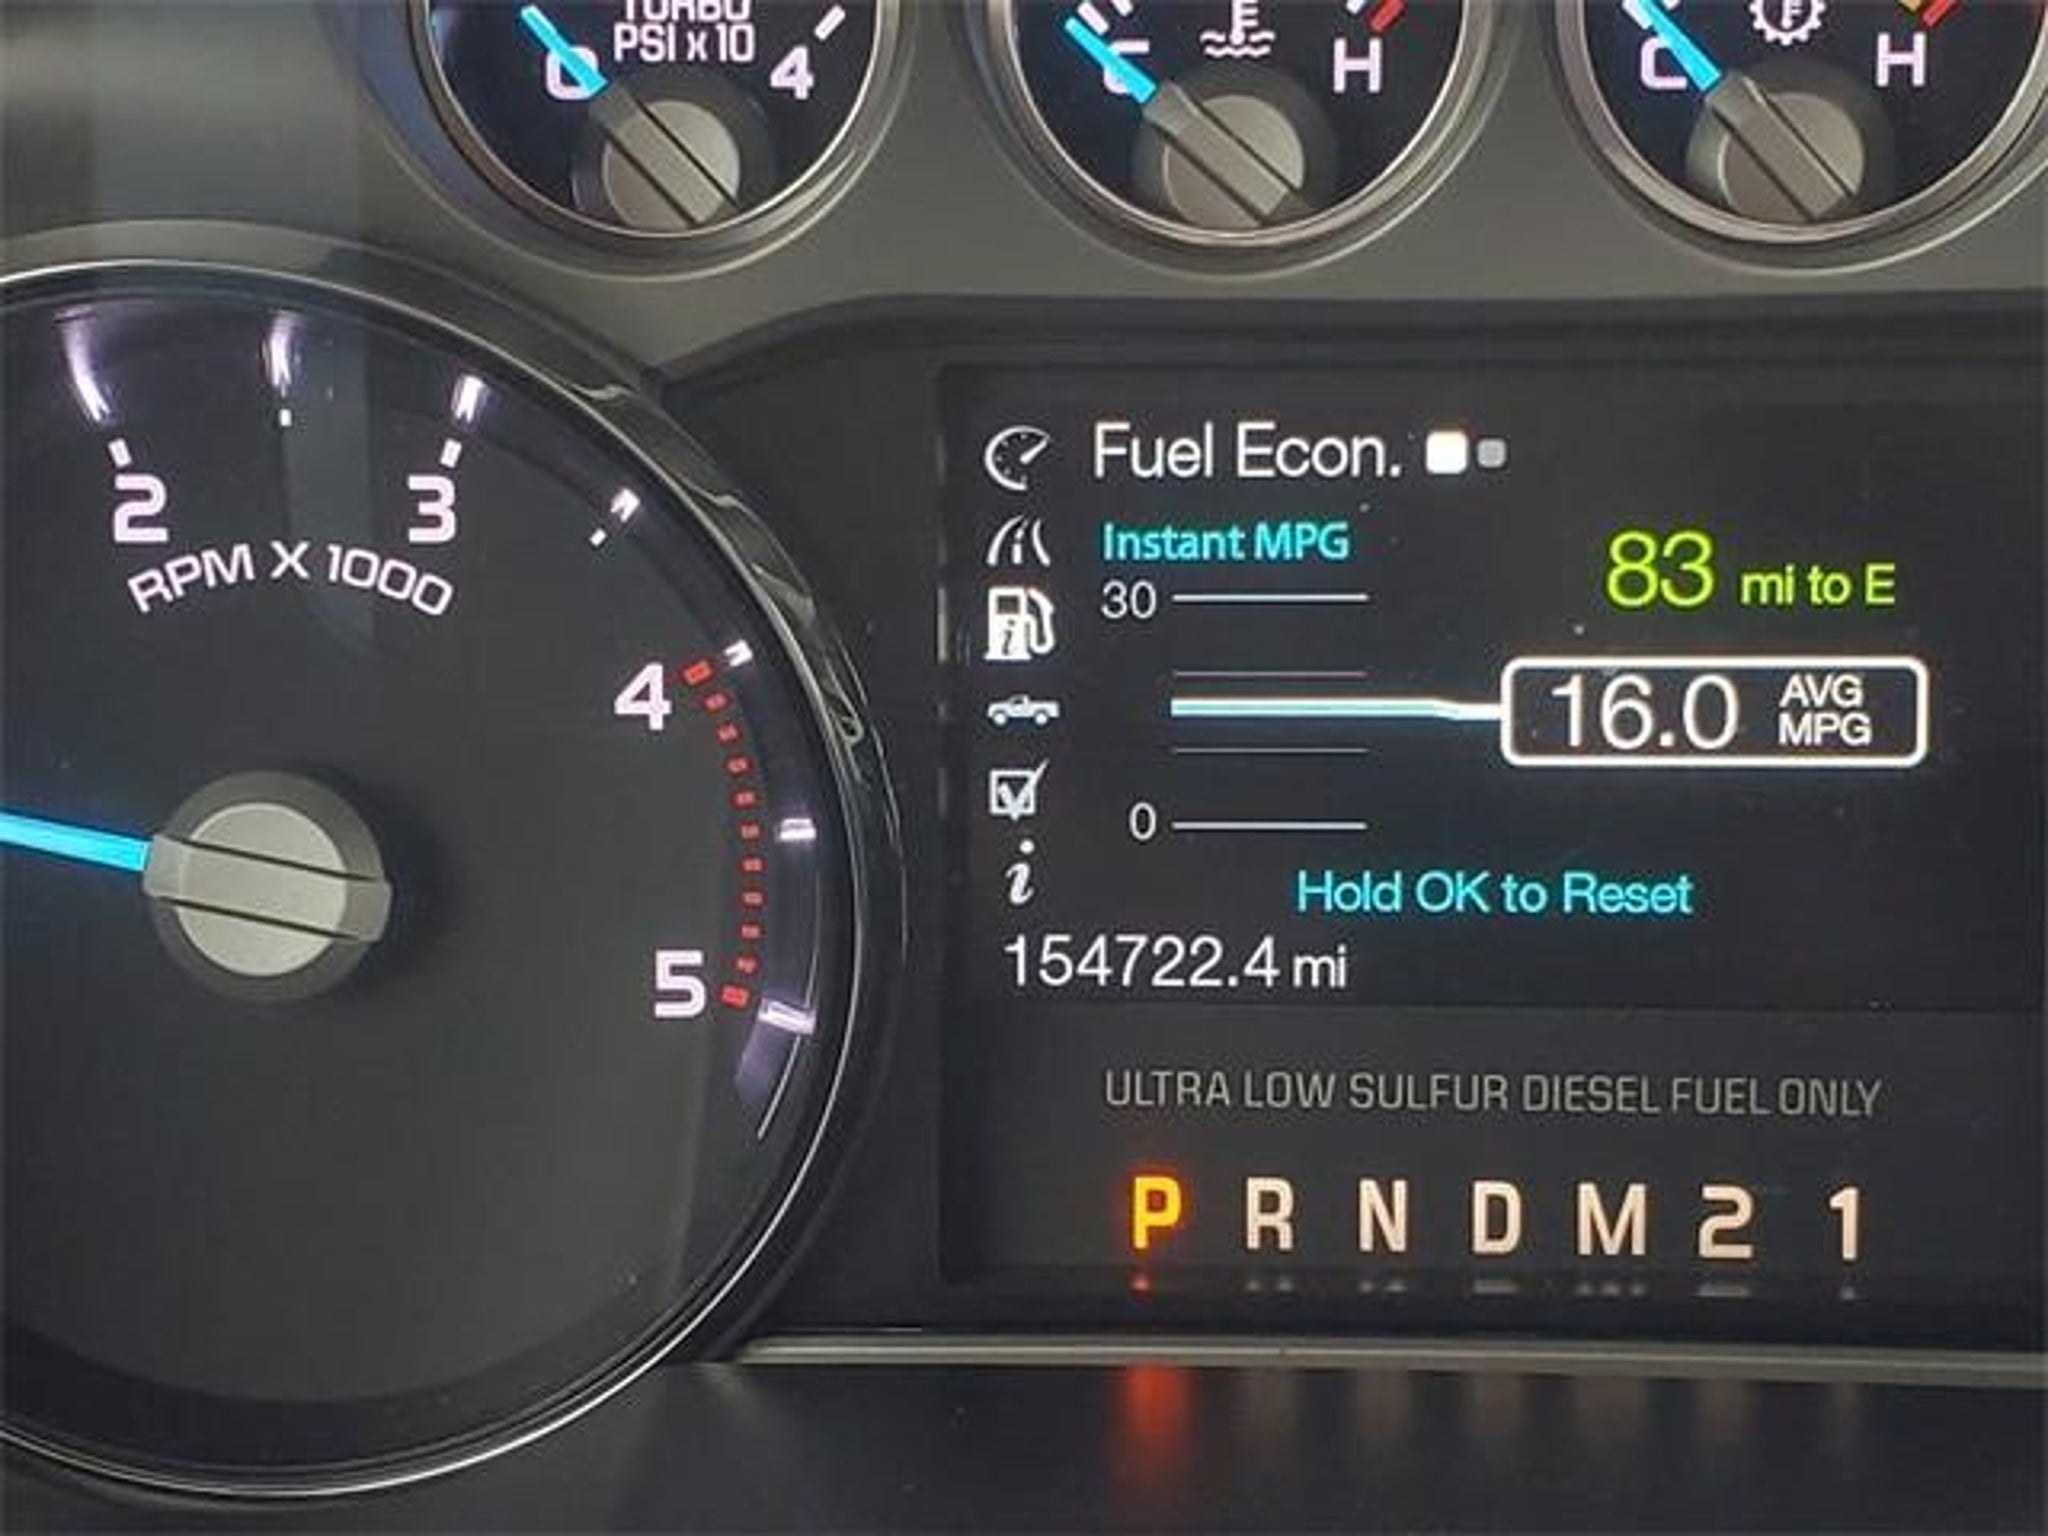 TURBO
PSI x 10
0 4
C H
C H
F
2 3
RPM X 1000
4
5
Fuel Econ.
Instant MPG
30
83 mi to E
16.0 AVG MPG
0
Hold OK to Reset
154722.4 mi
ULTRA LOW SULFUR DIESEL FUEL ONLY
P R N D M 2 1